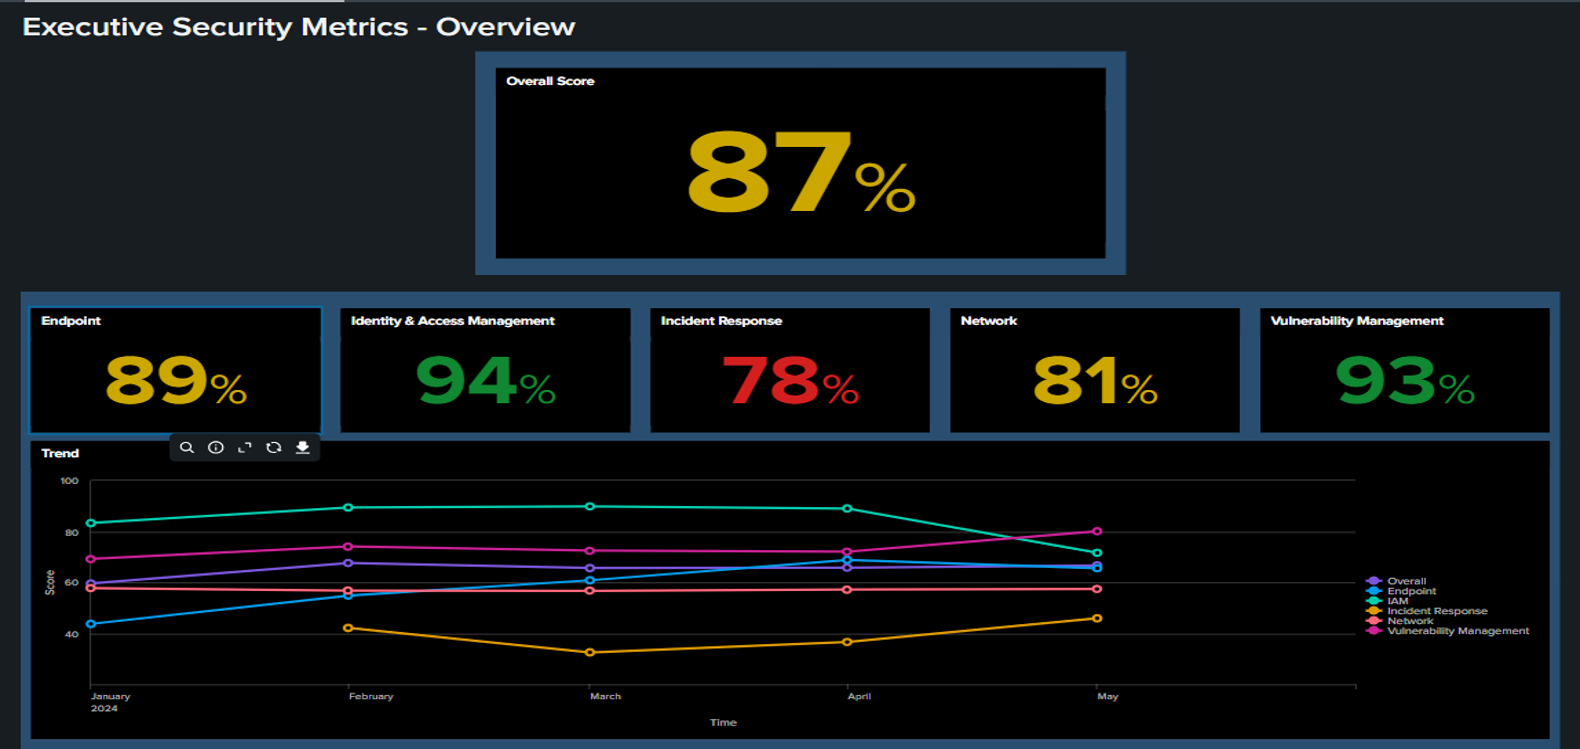 Executive Security Metrics - Overview
Overall Score
87%
Endpoint
89%
Identity & Access Management
94%
Incident Response
78%
Network
81%
Vulnerability Management
93%
Trend
100
80
60
40
Score
January
2024
February
March
April
May
Time
Overall
Endpoint
IAM
Incident Response
Network
Vulnerability Management